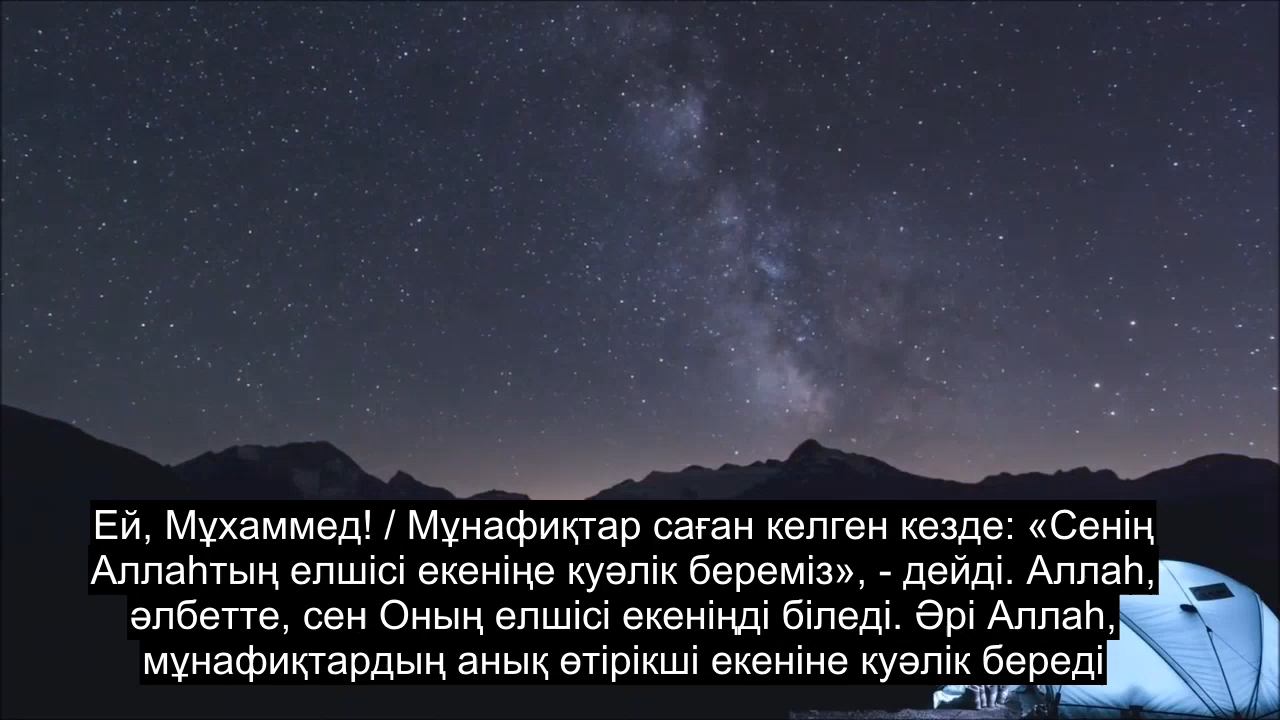 Ей, Мұхаммед! / Мұнафиқтар саған келген кезде: «Сенің
Аллаһтың елшісі екеніңе куәлік береміз», - дейді. Аллаһ,
әлбетте, сен Оның елшісі екеніңді біледі. Әрі Аллаһ,
мұнафиқтардың анық өтірікші екеніне куәлік береді